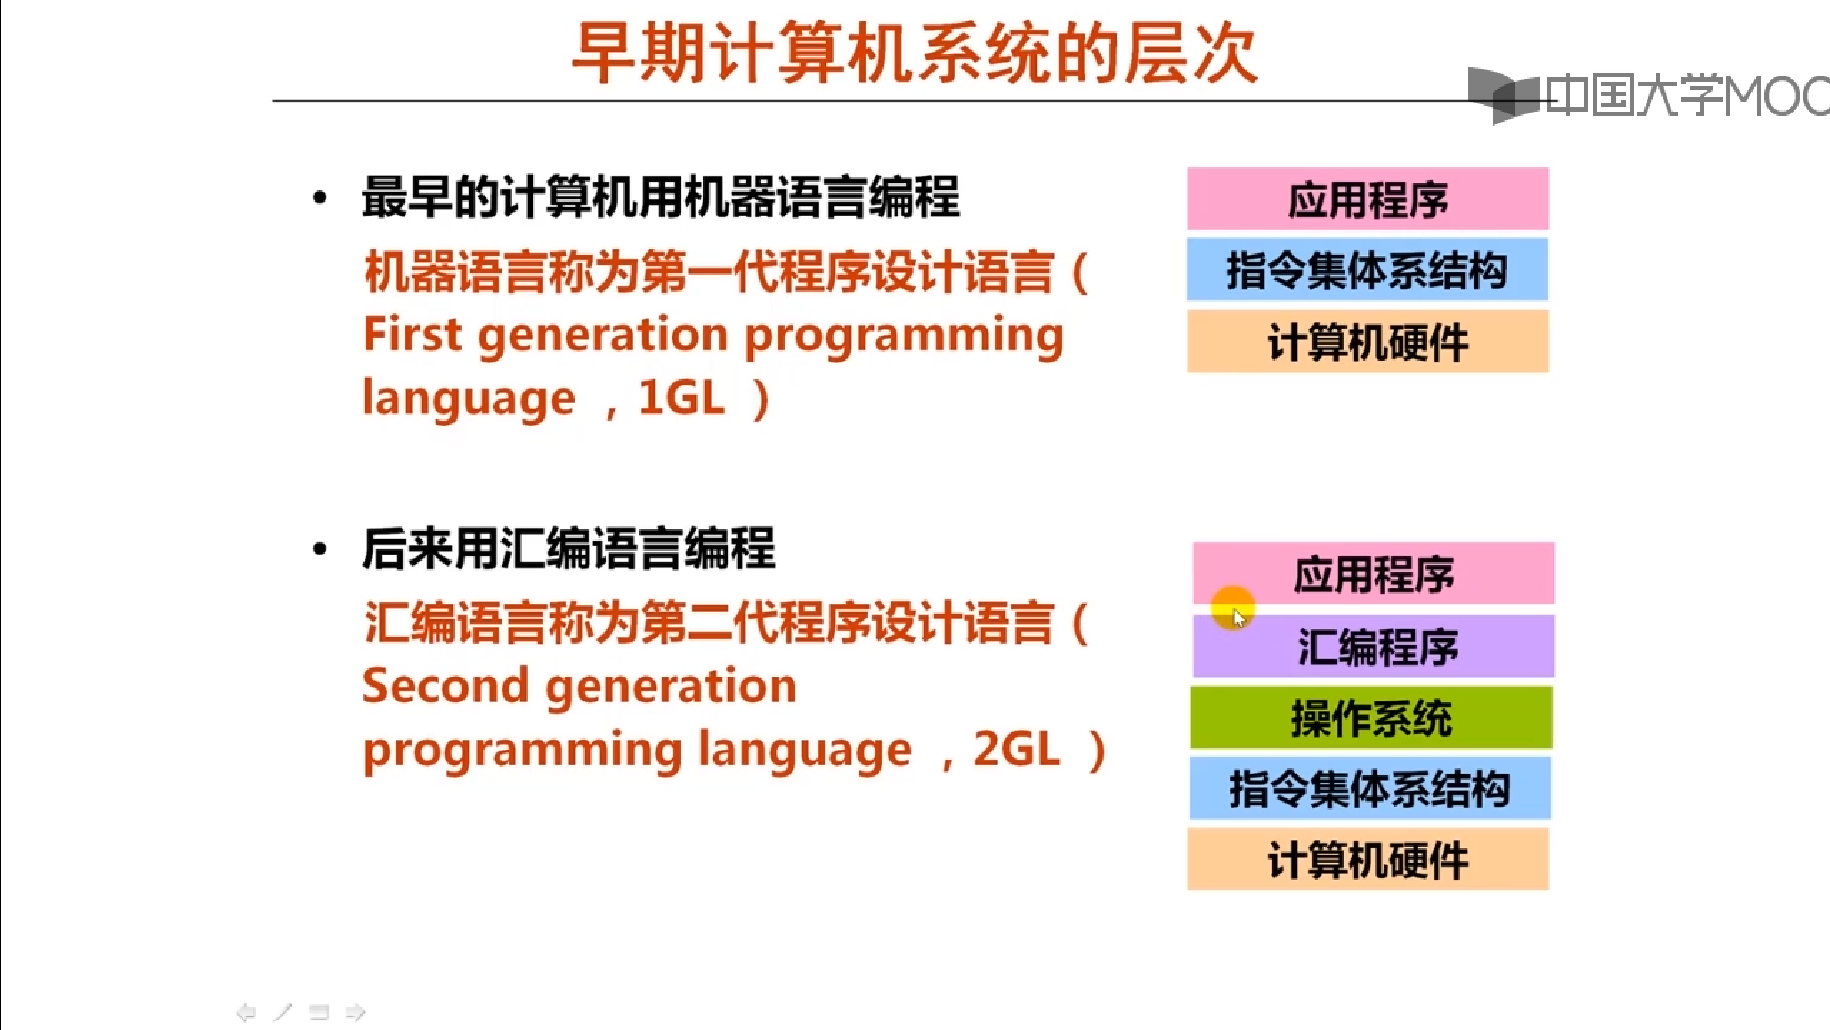 早期计算机系统的层次
中国大学MOC
• 最早的计算机用机器语言编程
机器语言称为第一代程序设计语言（
First generation programming
language ，1GL ）
应用程序
指令集体系结构
计算机硬件
• 后来用汇编语言编程
汇编语言称为第二代程序设计语言（
Second generation
programming language ，2GL ）
应用程序
汇编程序
操作系统
指令集体系结构
计算机硬件